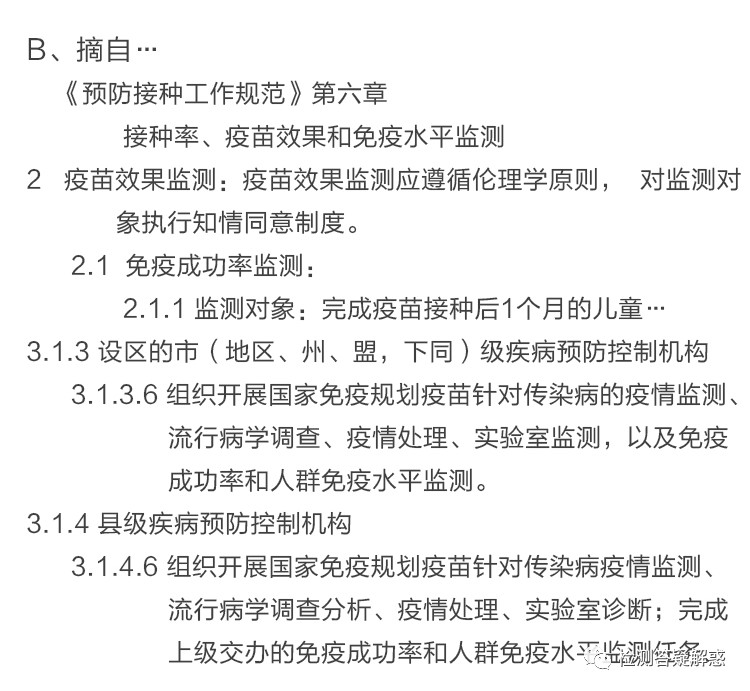 B、摘自…
《预防接种工作规范》第六章
接种率、疫苗效果和免疫水平监测
2 疫苗效果监测：疫苗效果监测应遵循伦理学原则， 对监测对
象执行知情同意制度。
2.1 免疫成功率监测：
2.1.1 监测对象：完成疫苗接种后1个月的儿童…
3.1.3 设区的市（地区、州、盟，下同）级疾病预防控制机构
3.1.3.6 组织开展国家免疫规划疫苗针对传染病的疫情监测、
流行病学调查、疫情处理、实验室监测，以及免疫
成功率和人群免疫水平监测。
3.1.4 县级疾病预防控制机构
3.1.4.6 组织开展国家免疫规划疫苗针对传染病疫情监测、
流行病学调查分析、疫情处理、实验室诊断；完成
上级交办的免疫成功率和人群免疫水平监测任务
检测答疑解惑